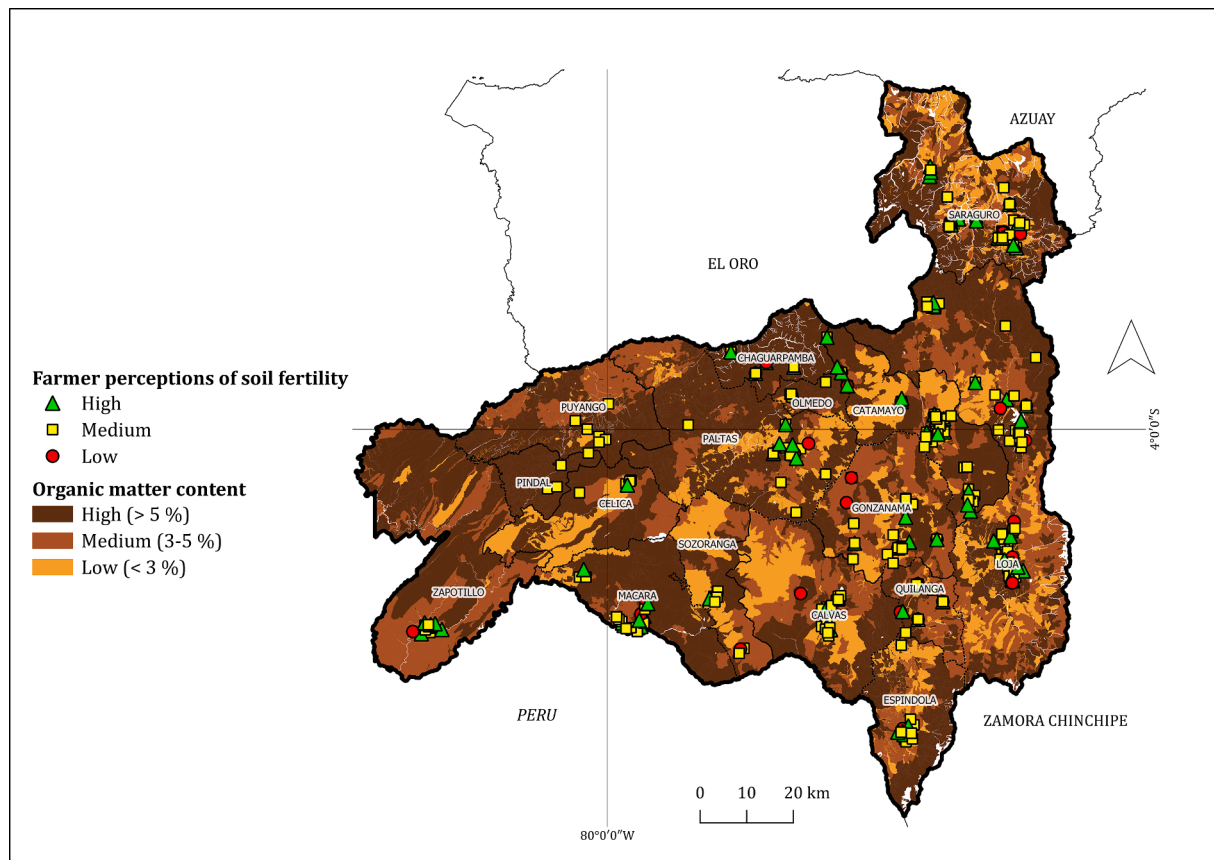 AZUAY
SARAGURO
EL ORO
CHAGUARPAMBA
Farmer perceptions of soil fertility
High
Medium
Low
Organic matter content
High (> 5 %)
Medium (3-5 %)
Low (< 3 %)
OLMEDO
CATAMAYO
PUYANGO
PALTAS
4°0'0"S
PINDAL
CELICA
GONZANAMA
SOZORANGA
LOJA
ZAPOTILLO
MACARA
QUILANGA
CALVAS
ESPINDOLA
PERU
ZAMORA CHINCHIPE
0 10 20 km
80°0'0"W